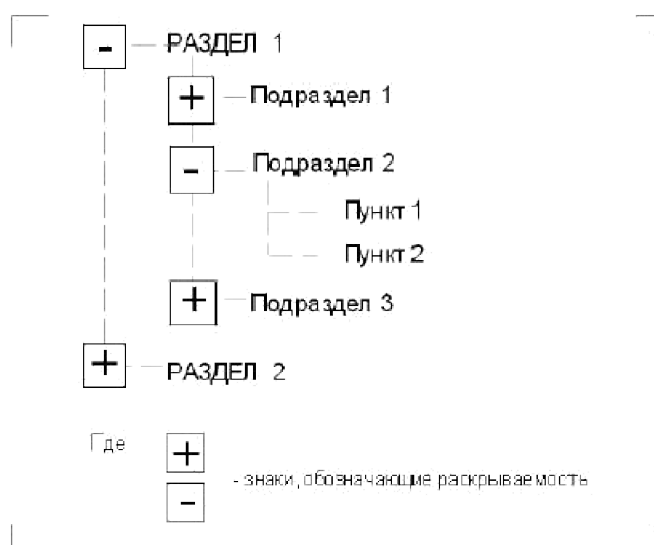 - РАЗДЕЛ 1
+ Подраздел 1
- Подраздел 2
Пункт 1
Пункт 2
+ Подраздел 3
+ РАЗДЕЛ 2
Где +
- знаки, обозначающие раскрываемость
-